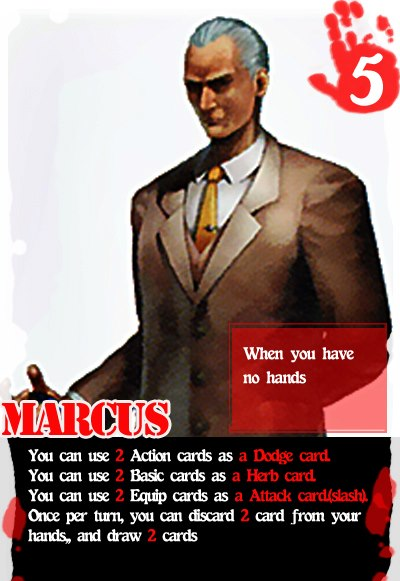 5
When you have
no hands
MARCUS
You can use 2 Action cards as a Dodge card.
You can use 2 Basic cards as a Herb card.
You can use 2 Equip cards as a Attack card.(slash).
Once per turn, you can discard 2 card from your
hands,, and draw 2 cards